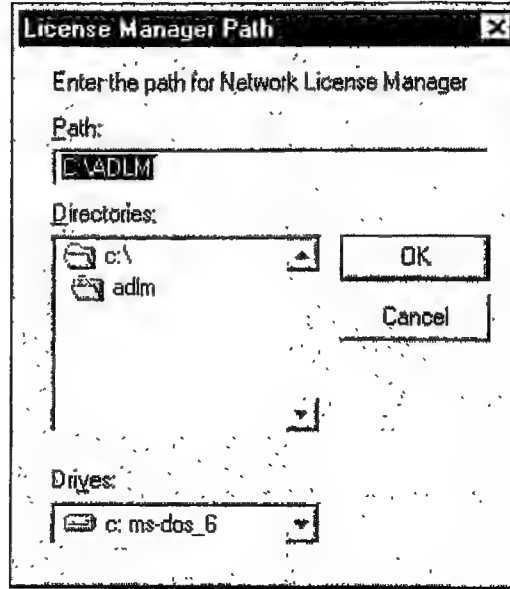 License Manager Path
Enter the path for Network License Manager
Path:
C:\ADLM
Directories:
c:\
adlm
OK
Cancel
Drives:
c: ms-dos_6